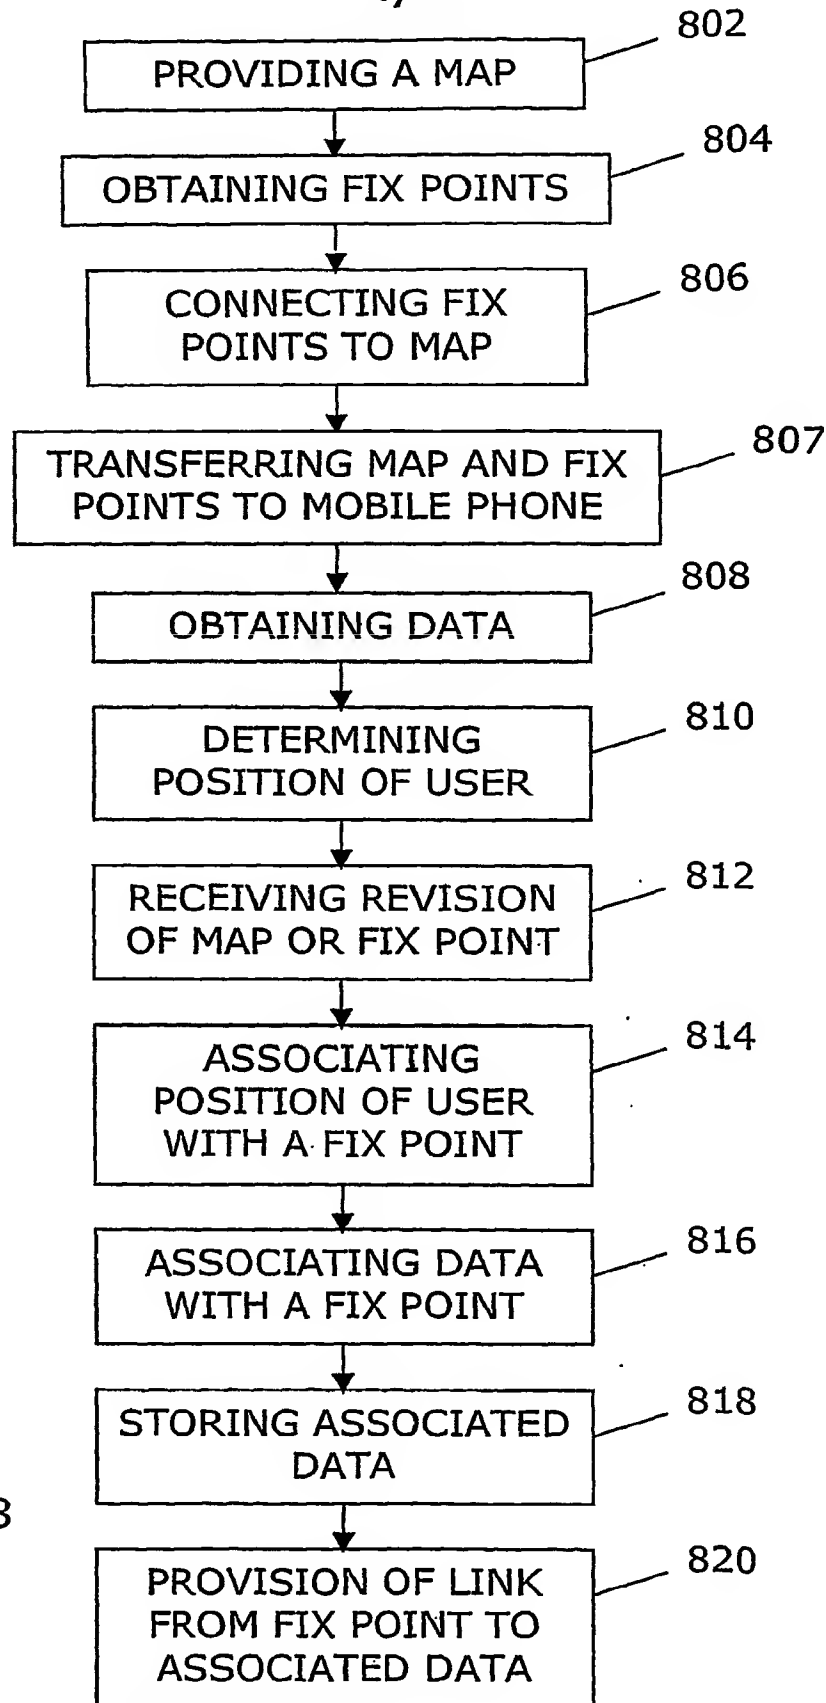 802
PROVIDING A MAP
804
OBTAINING FIX POINTS
806
CONNECTING FIX
POINTS TO MAP
807
TRANSFERRING MAP AND FIX
POINTS TO MOBILE PHONE
808
OBTAINING DATA
810
DETERMINING
POSITION OF USER
812
RECEIVING REVISION
OF MAP OR FIX POINT
814
ASSOCIATING
POSITION OF USER
WITH A FIX POINT
816
ASSOCIATING DATA
WITH A FIX POINT
818
STORING ASSOCIATED
DATA
8
820
PROVISION OF LINK
FROM FIX POINT TO
ASSOCIATED DATA